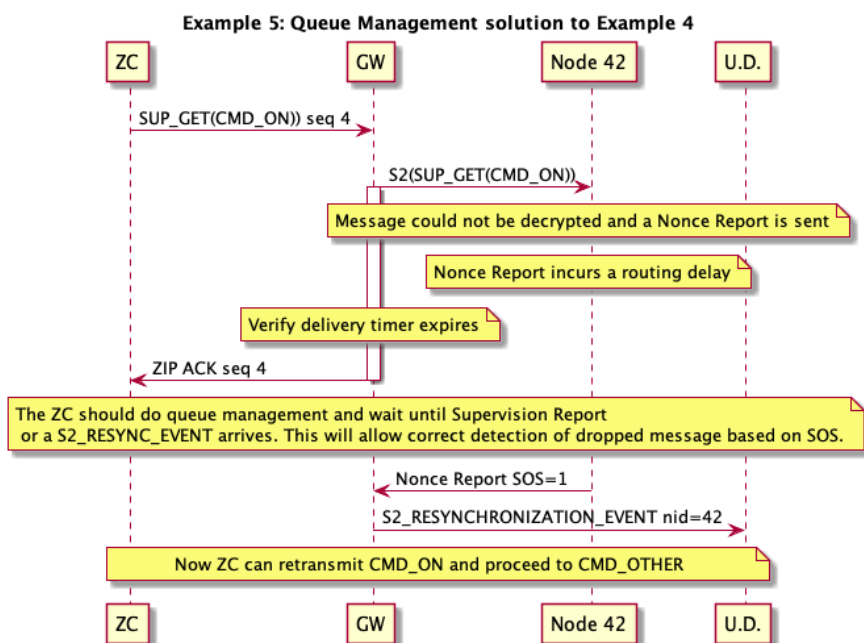 Example 5: Queue Management solution to Example 4
ZC GW Node 42 U.D.
SUP_GET(CMD_ON)) seq 4
S2(SUP_GET(CMD_ON))
Message could not be decrypted and a Nonce Report is sent
Nonce Report incurs a routing delay
Verify delivery timer expires
ZIP ACK seq 4
The ZC should do queue management and wait until Supervision Report
or a S2_RESYNC_EVENT arrives. This will allow correct detection of dropped message based on SOS.
Nonce Report SOS=1
S2_RESYNCHRONIZATION_EVENT nid=42
Now ZC can retransmit CMD_ON and proceed to CMD_OTHER
ZC GW Node 42 U.D.